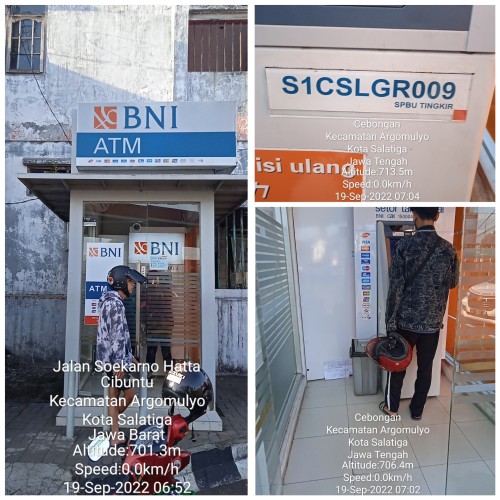 BNI
ATM
BNI
BNI
ATM
Jalan Soekarno Hatta
Cibuntu
Kecamatan Argomulyo
Kota Salatiga
Jawa Barat
Altitude:701.3m
Speed:0.0km/h
19-Sep-2022 06:52
S1CSLGR009
SPBU TINGKIR
isi ulang
Cebongan
Kecamatan Argomulyo
Kota Salatiga
Jawa Tengah
Altitude:713.5m
Speed:0.0km/h
19-Sep-2022 07:04
setor ta
VISA
Cebongan
Kecamatan Argomulyo
Kota Salatiga
Jawa Tengah
Altitude:706.4m
Speed:0.0km/h
19-Sep-2022 07:02